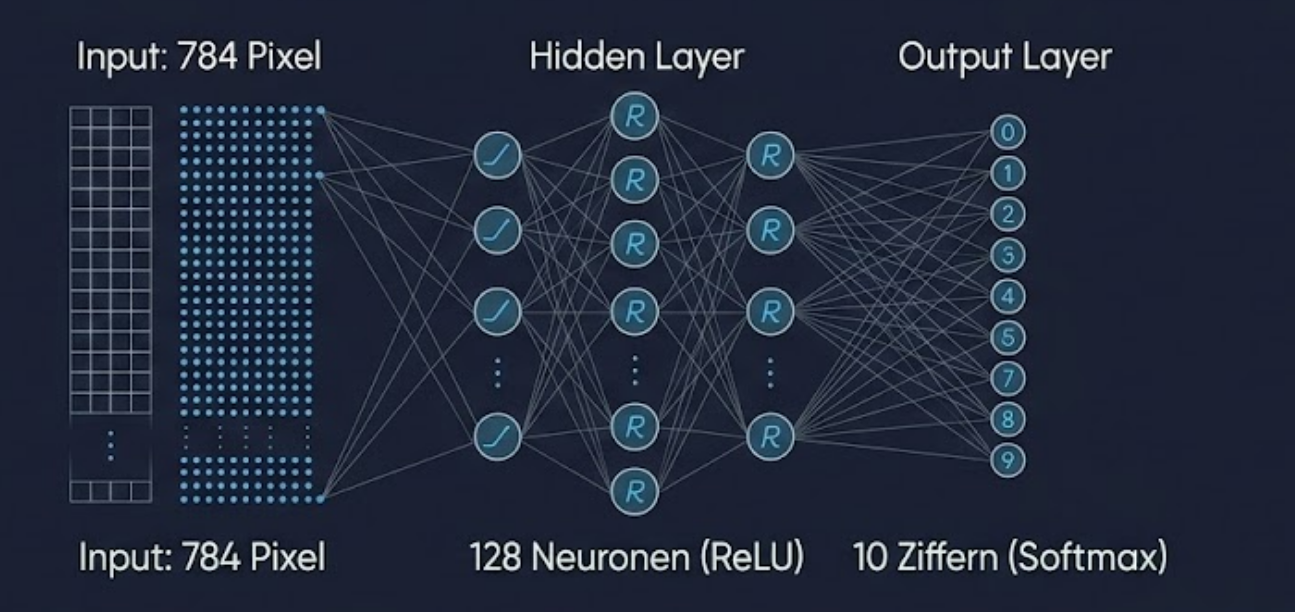 Input: 784 Pixel
Hidden Layer
Output Layer
R
R
R
R
R
R
R
R
R
R
0
1
2
3
4
5
7
8
9
Input: 784 Pixel
128 Neuronen (ReLU)
10 Ziffern (Softmax)